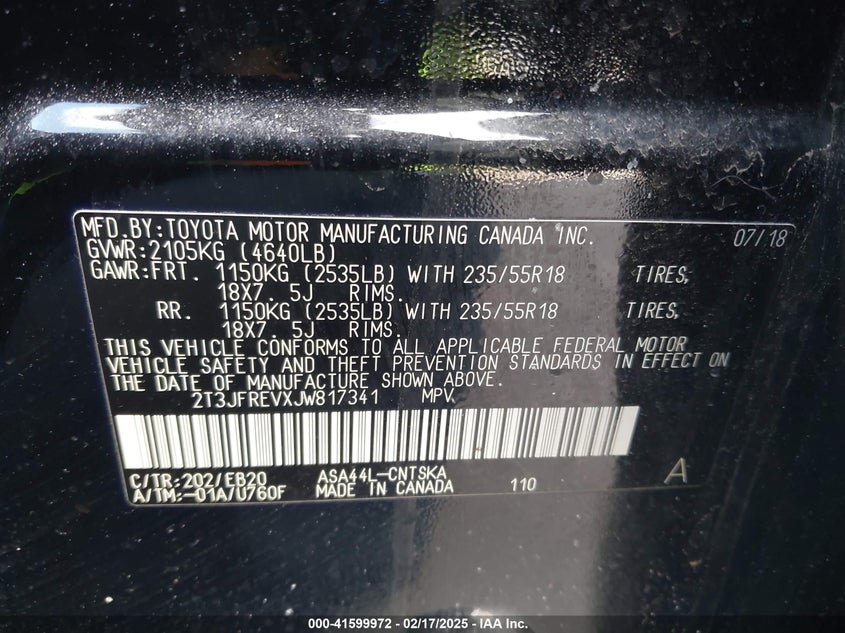 MFD.BY:TOYOTA MOTOR MANUFACTURING CANADA INC. 07/18
GVWR:2105KG (4640LB)
GAWR:FRT. 1150KG (2535LB) WITH 235/55R18 TIRES,
18X7. 5J RIMS.
RR. 1150KG (2535LB) WITH 235/55R18 TIRES,
18X7. 5J RIMS.
THIS VEHICLE CONFORMS TO ALL APPLICABLE FEDERAL MOTOR
VEHICLE SAFETY AND THEFT PREVENTION STANDARDS IN EFFECT ON
THE DATE OF MANUFACTURE SHOWN ABOVE.
2T3JFREVXJW817341 MPV
C/TR:202/EB20 ASA44L-CNTSKA A
A/TM:-01A/U760F MADE IN CANADA 110
000-41599972 - 02/17/2025 - IAA Inc.